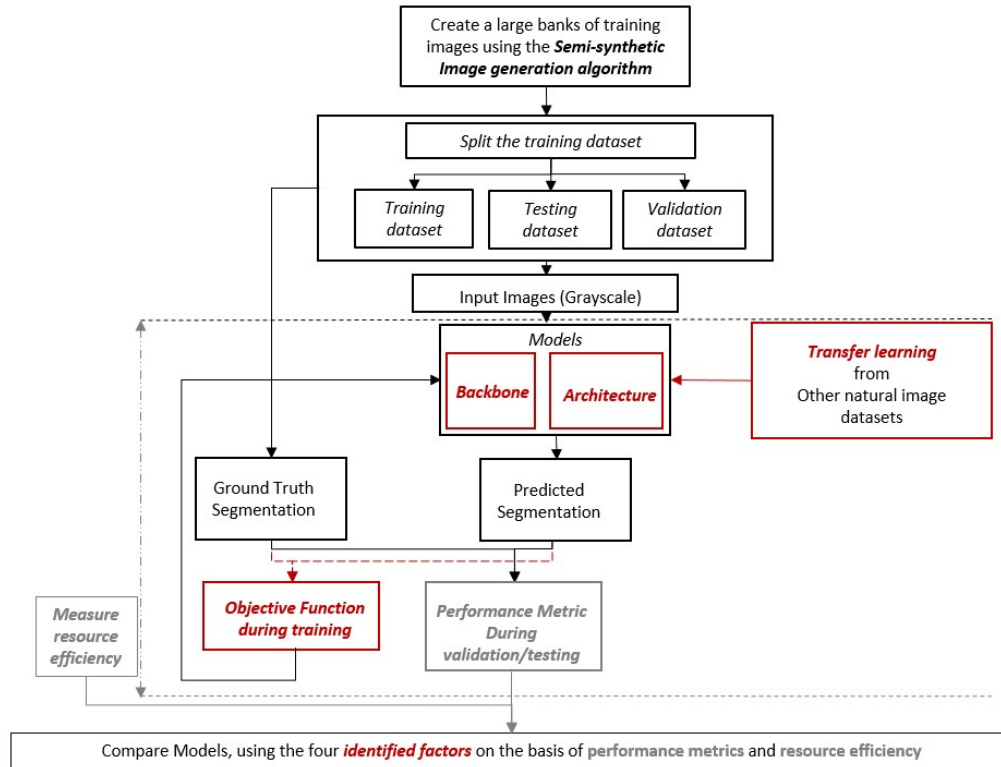 Create a large banks of training
images using the Semi-synthetic
Image generation algorithm
Split the training dataset
Training
dataset
Testing
dataset
Validation
dataset
Input Images (Grayscale)
Models
Backbone
Architecture
Transfer learning
from
Other natural image
datasets
Ground Truth
Segmentation
Predicted
Segmentation
Objective Function
during training
Performance Metric
During
validation/testing
Measure
resource
efficiency
Compare Models, using the four identified factors on the basis of performance metrics and resource efficiency